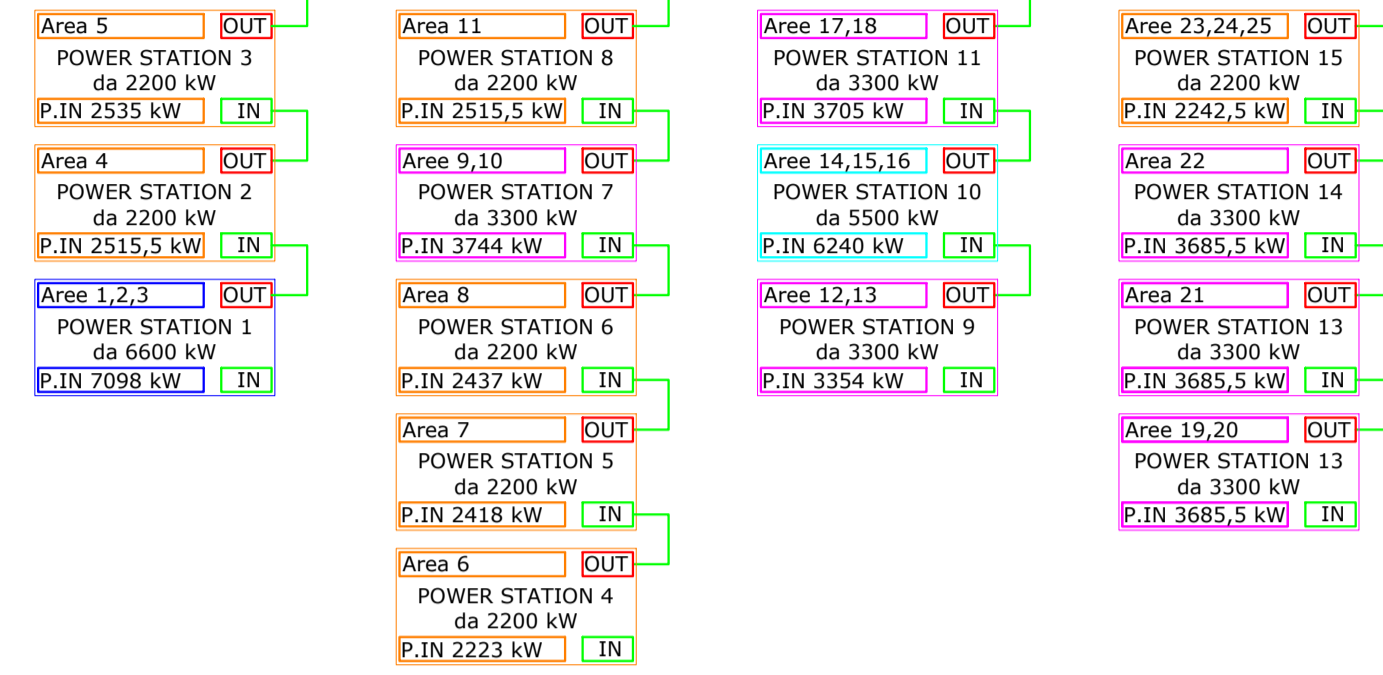 Area 5 OUT
POWER STATION 3
da 2200 kW
P.IN 2535 kW IN
Area 4 OUT
POWER STATION 2
da 2200 kW
P.IN 2515,5 kW IN
Aree 1,2,3 OUT
POWER STATION 1
da 6600 kW
P.IN 7098 kW IN
Area 11 OUT
POWER STATION 8
da 2200 kW
P.IN 2515,5 kW IN
Aree 9,10 OUT
POWER STATION 7
da 3300 kW
P.IN 3744 kW IN
Area 8 OUT
POWER STATION 6
da 2200 kW
P.IN 2437 kW IN
Area 7 OUT
POWER STATION 5
da 2200 kW
P.IN 2418 kW IN
Area 6 OUT
POWER STATION 4
da 2200 kW
P.IN 2223 kW IN
Aree 17,18 OUT
POWER STATION 11
da 3300 kW
P.IN 3705 kW IN
Aree 14,15,16 OUT
POWER STATION 10
da 5500 kW
P.IN 6240 kW IN
Aree 12,13 OUT
POWER STATION 9
da 3300 kW
P.IN 3354 kW IN
Aree 23,24,25 OUT
POWER STATION 15
da 2200 kW
P.IN 2242,5 kW IN
Area 22 OUT
POWER STATION 14
da 3300 kW
P.IN 3685,5 kW IN
Area 21 OUT
POWER STATION 13
da 3300 kW
P.IN 3685,5 kW IN
Aree 19,20 OUT
POWER STATION 13
da 3300 kW
P.IN 3685,5 kW IN